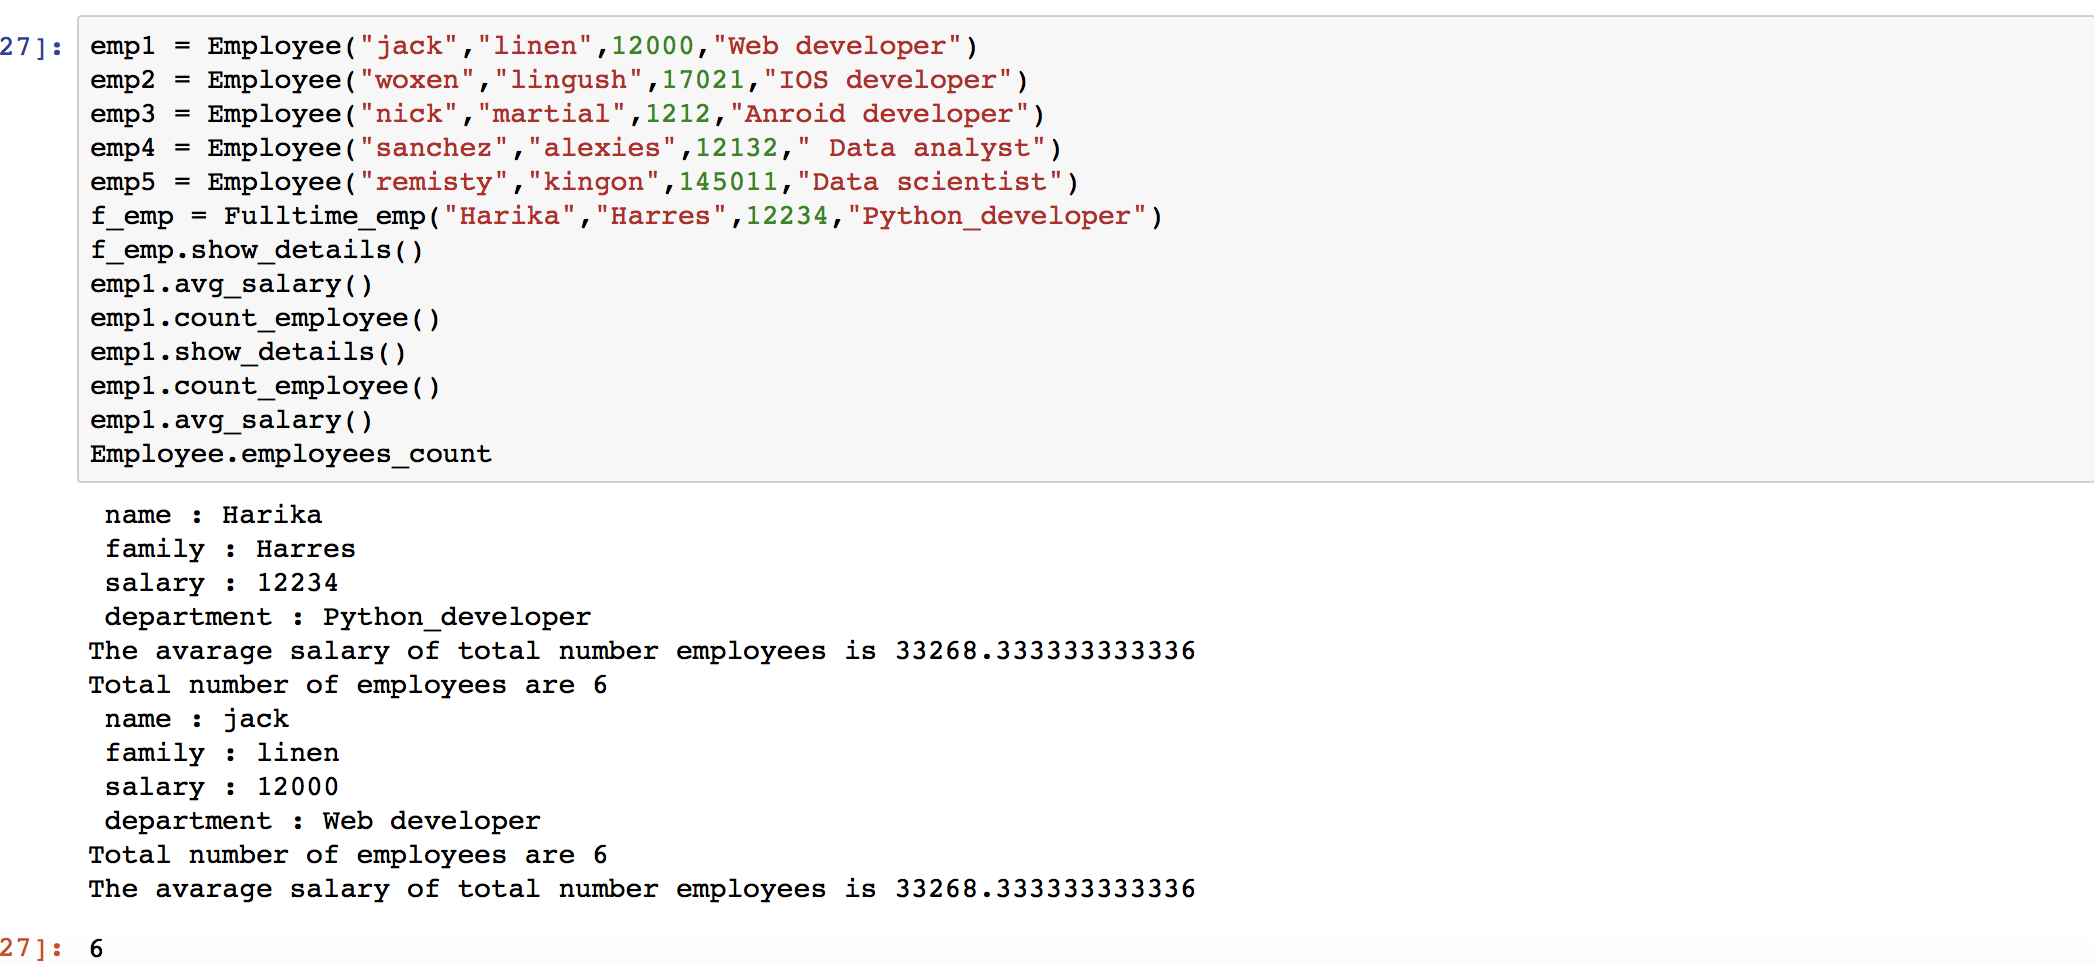 27]:
emp1 = Employee("jack","linen",12000,"Web developer")
emp2 = Employee("woxen","lingush",17021,"IOS developer")
emp3 = Employee("nick","martial",1212,"Anroid developer")
emp4 = Employee("sanchez","alexies",12132," Data analyst")
emp5 = Employee("remisty","kingon",145011,"Data scientist")
f_emp = Fulltime_emp("Harika","Harres",12234,"Python_developer")
f_emp.show_details()
emp1.avg_salary()
emp1.count_employee()
emp1.show_details()
emp1.count_employee()
emp1.avg_salary()
Employee.employees_count
name : Harika
family : Harres
salary : 12234
department : Python_developer
The avarage salary of total number employees is 33268.333333333336
Total number of employees are 6
name : jack
family : linen
salary : 12000
department : Web developer
Total number of employees are 6
The avarage salary of total number employees is 33268.333333333336
27]: 6